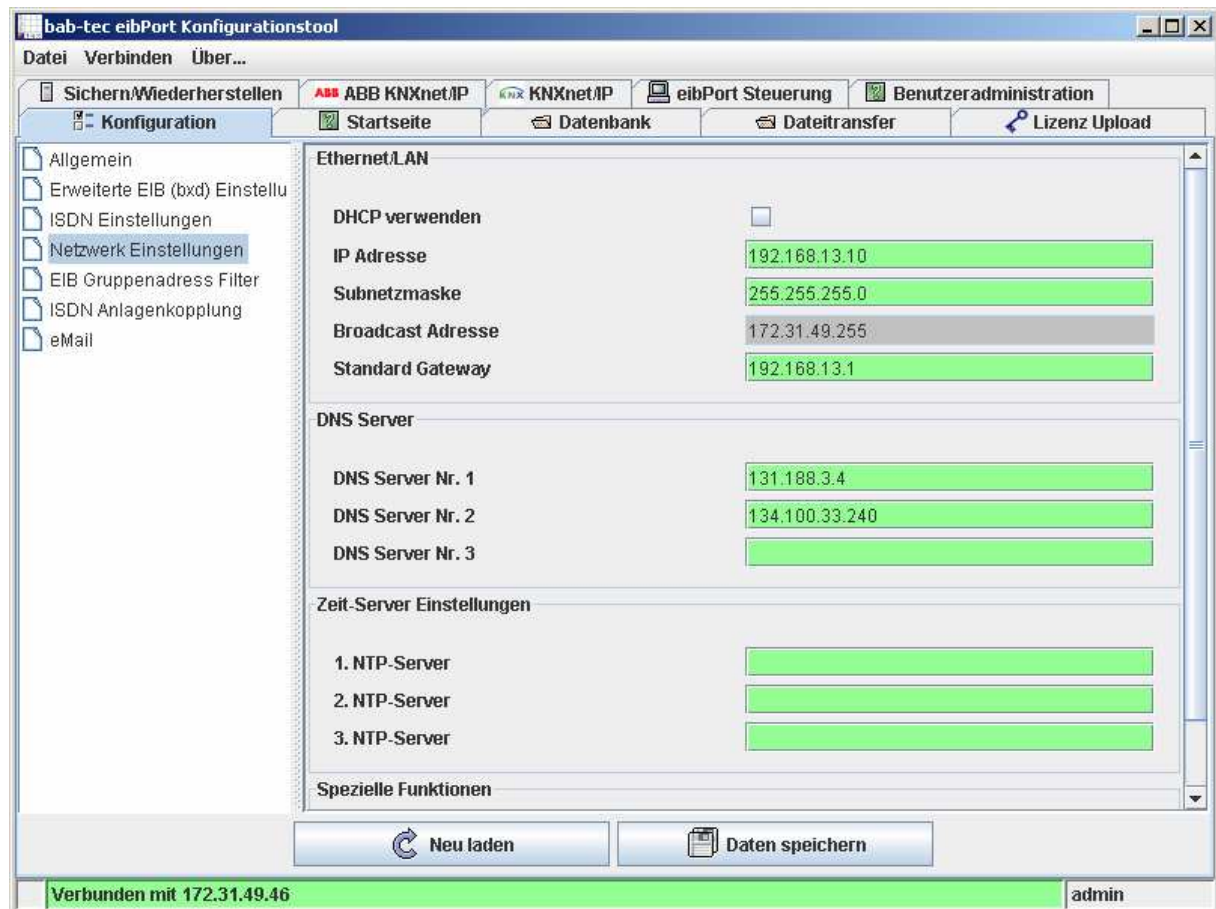 bab-tec eibPort Konfigurationstool
Datei Verbinden Über...
Sichern/Wiederherstellen ABB ABB KNXnet/IP KNX KNXnet/IP eibPort Steuerung Benutzeradministration
Konfiguration Startseite Datenbank Dateitransfer Lizenz Upload
Allgemein
Erweiterte EIB (bxd) Einstellu
ISDN Einstellungen
Netzwerk Einstellungen
EIB Gruppenadress Filter
ISDN Anlagenkopplung
eMail
Ethernet/LAN
DHCP verwenden
IP Adresse 192.168.13.10
Subnetzmaske 255.255.255.0
Broadcast Adresse 172.31.49.255
Standard Gateway 192.168.13.1
DNS Server
DNS Server Nr. 1 131.188.3.4
DNS Server Nr. 2 134.100.33.240
DNS Server Nr. 3
Zeit-Server Einstellungen
1. NTP-Server
2. NTP-Server
3. NTP-Server
Spezielle Funktionen
Neu laden Daten speichern
Verbunden mit 172.31.49.46 admin